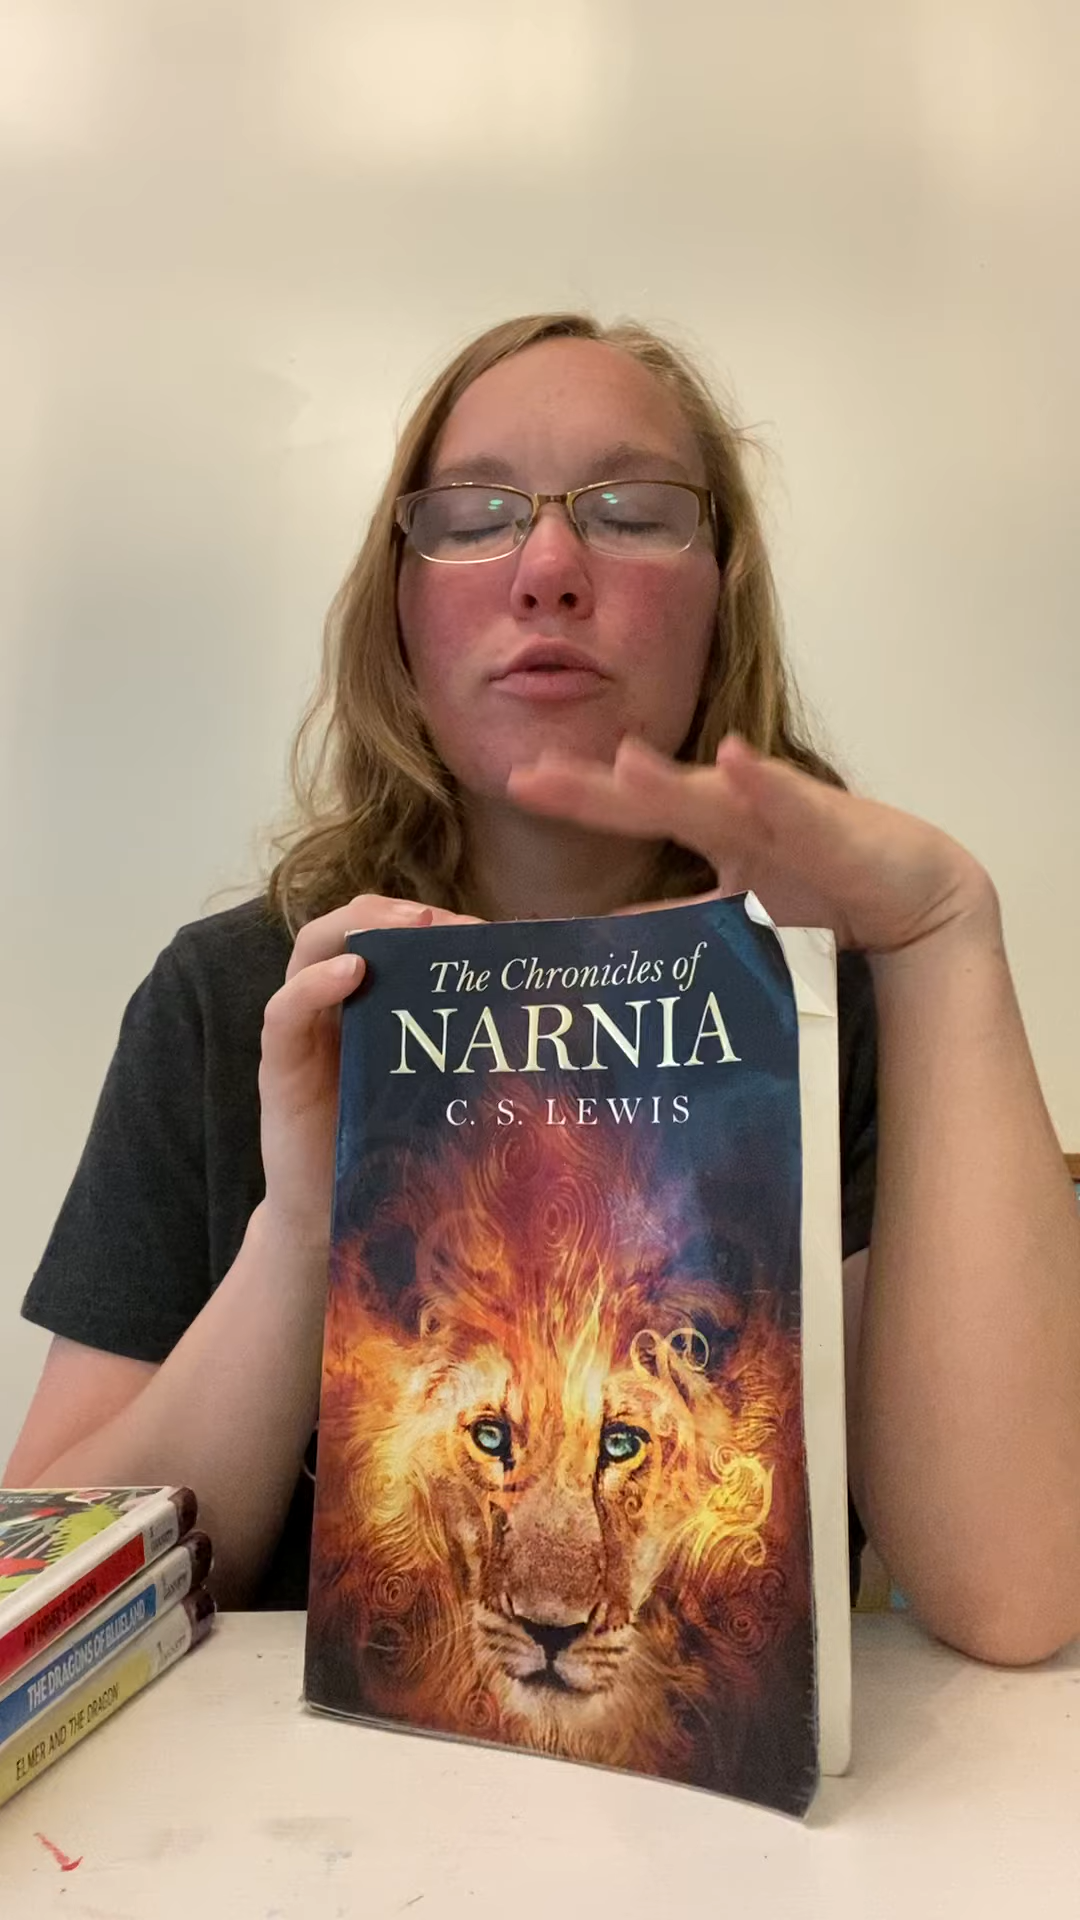 The Chronicles of
NARNIA
C. S. LEWIS
MY FATHER'S DRAGON
THE DRAGONS OF BLUELAND
ELMER AND THE DRAGON